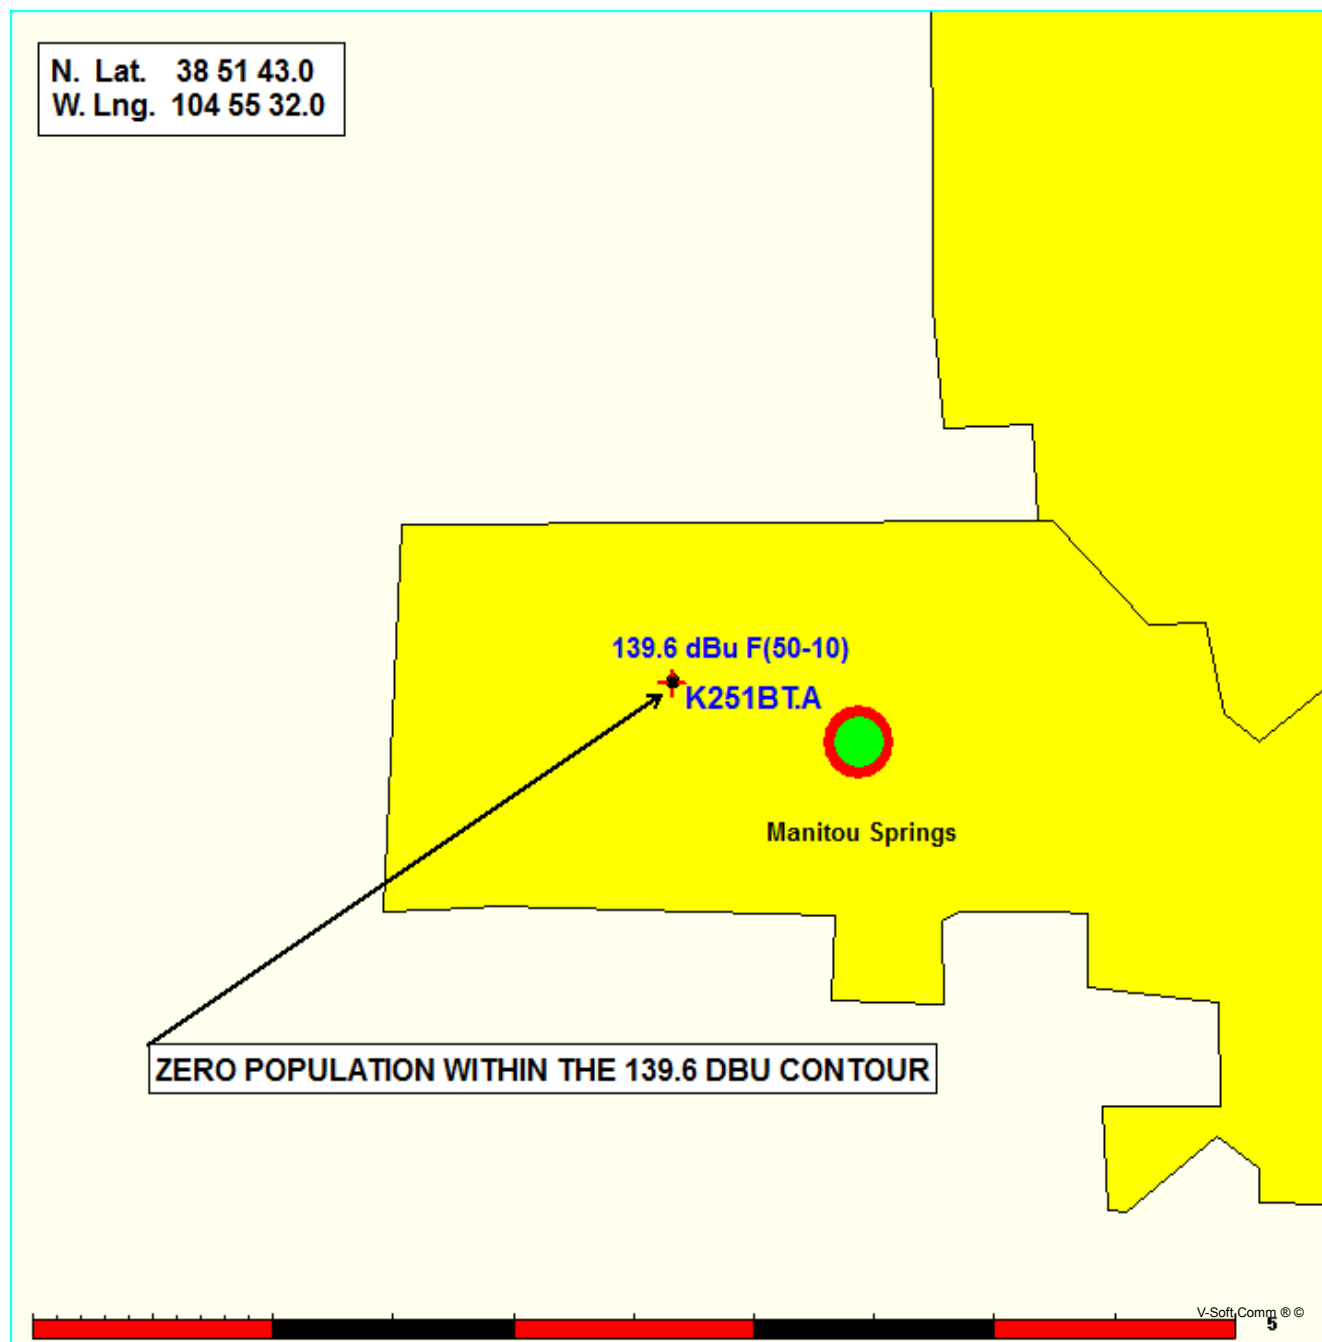 N. Lat. 38 51 43.0
W. Lng. 104 55 32.0
139.6 dBu F(50-10)
K251BT.A
Manitou Springs
ZERO POPULATION WITHIN THE 139.6 DBU CONTOUR
V-Soft Comm ® ©
5